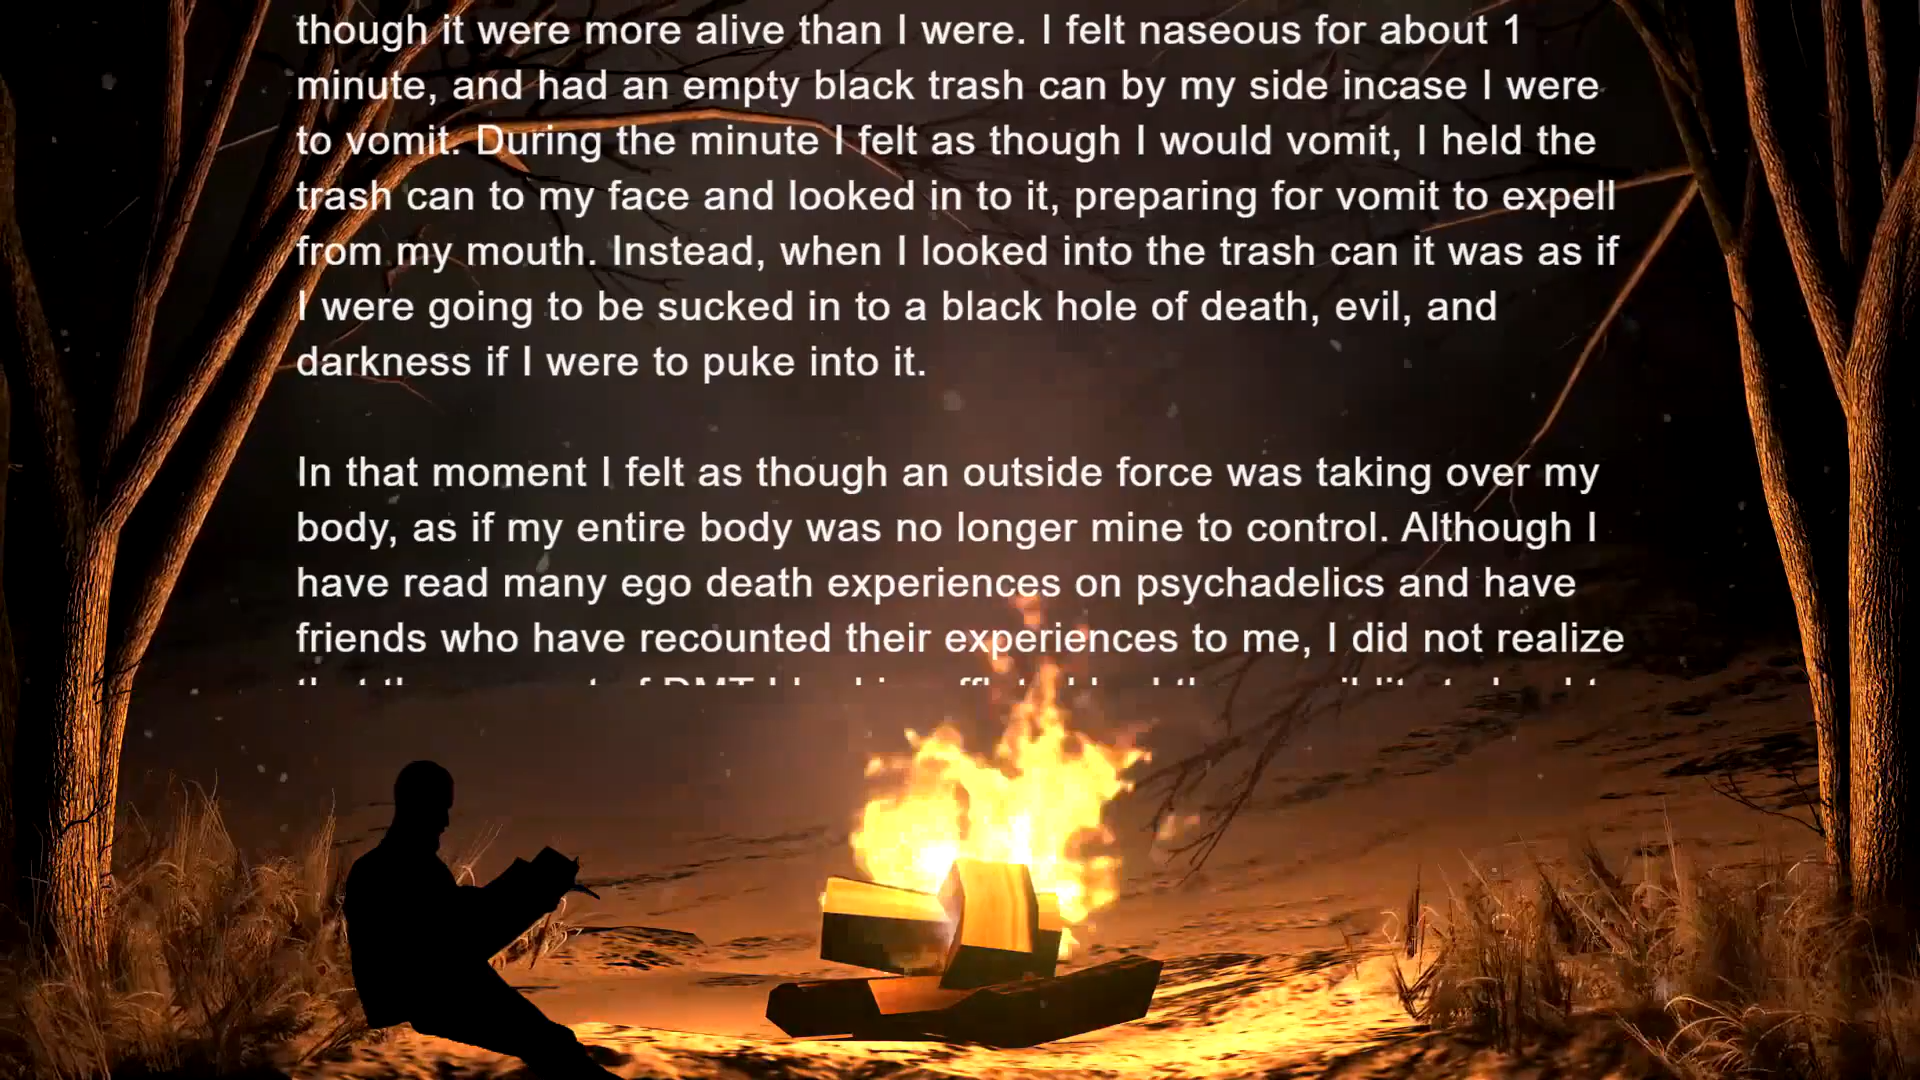 though it were more alive than I were. I felt naseous for about 1
minute, and had an empty black trash can by my side incase I were
to vomit. During the minute I felt as though I would vomit, I held the
trash can to my face and looked in to it, preparing for vomit to expell
from my mouth. Instead, when I looked into the trash can it was as if
I were going to be sucked in to a black hole of death, evil, and
darkness if I were to puke into it.
In that moment I felt as though an outside force was taking over my
body, as if my entire body was no longer mine to control. Although I
have read many ego death experiences on psychadelics and have
friends who have recounted their experiences to me, I did not realize